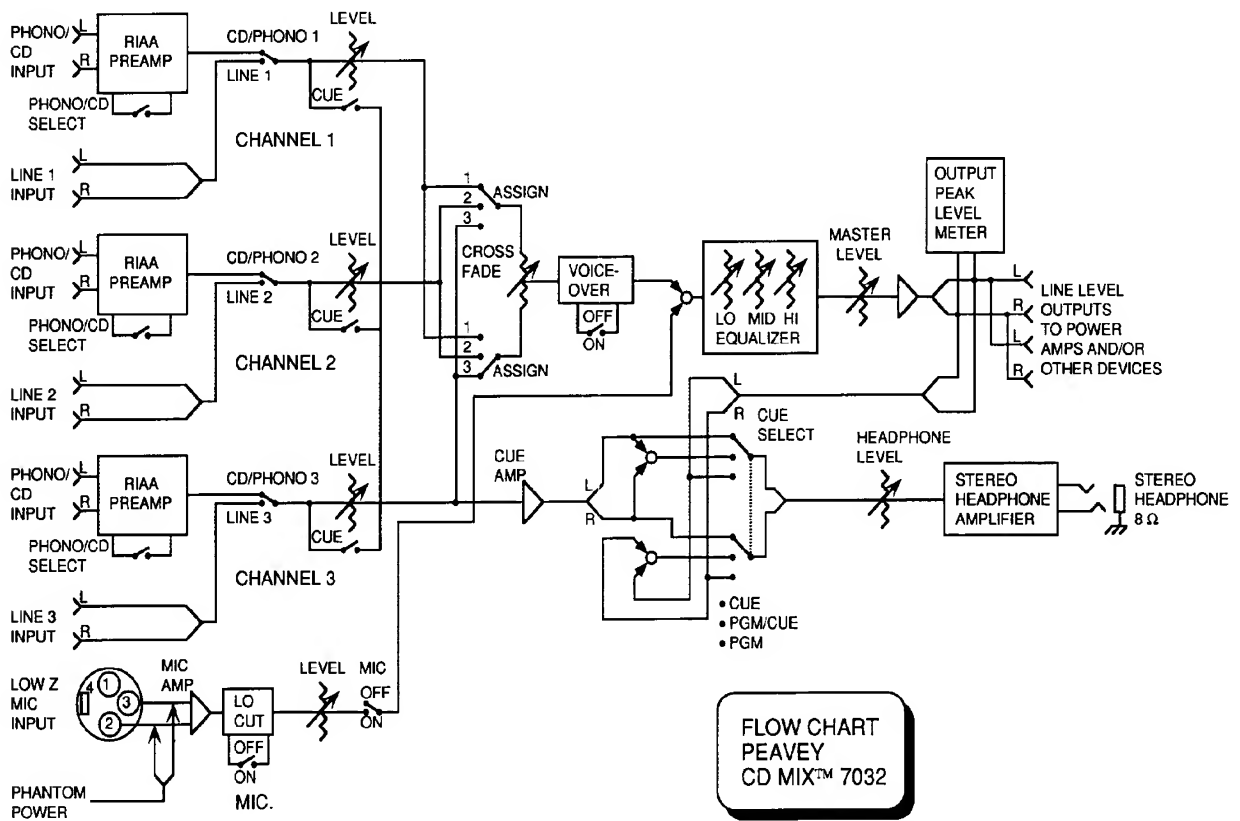 PHONO/
CD
INPUT
L
R
RIAA
PREAMP
PHONO/CD
SELECT
CD/PHONO 1
LINE 1
LEVEL
CUE
CHANNEL 1
LINE 1
INPUT
L
R
PHONO/
CD
INPUT
L
R
RIAA
PREAMP
PHONO/CD
SELECT
CD/PHONO 2
LINE 2
LEVEL
CUE
CHANNEL 2
LINE 2
INPUT
L
R
PHONO/
CD
INPUT
L
R
RIAA
PREAMP
PHONO/CD
SELECT
CD/PHONO 3
LINE 3
LEVEL
CUE
CHANNEL 3
LINE 3
INPUT
L
R
LOW Z
MIC
INPUT
4
1
3
2
MIC
AMP
LO
CUT
OFF
ON
MIC.
LEVEL
MIC
OFF
ON
PHANTOM
POWER
1
2
3
ASSIGN
CROSS
FADE
1
2
3
ASSIGN
VOICE-
OVER
OFF
ON
LO MID HI
EQUALIZER
MASTER
LEVEL
OUTPUT
PEAK
LEVEL
METER
L
R
L
R
LINE LEVEL
OUTPUTS
TO POWER
AMPS AND/OR
OTHER DEVICES
CUE
AMP
L
R
L
R
CUE
SELECT
• CUE
• PGM/CUE
• PGM
HEADPHONE
LEVEL
STEREO
HEADPHONE
AMPLIFIER
STEREO
HEADPHONE
8 Ω
FLOW CHART
PEAVEY
CD MIX™ 7032